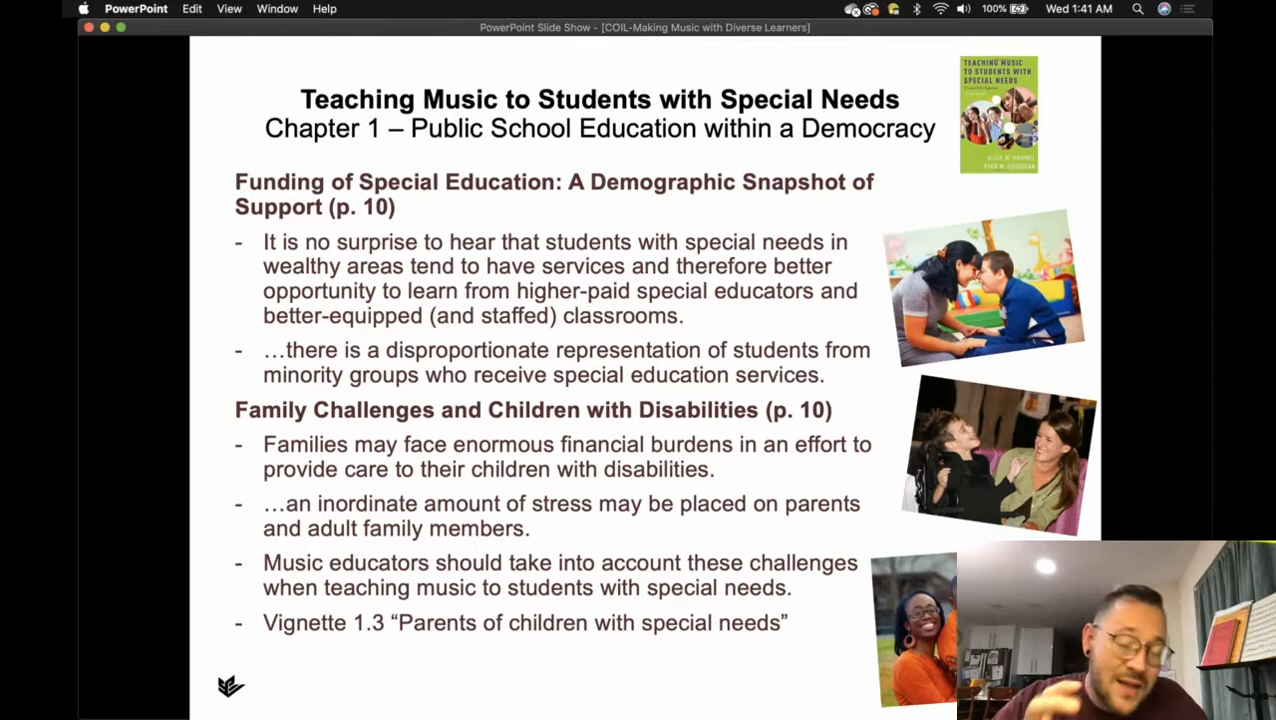 PowerPoint Edit View Window Help 100% Wed 1:41 AM
PowerPoint Slide Show - [COIL-Making Music with Diverse Learners]
Teaching Music to Students with Special Needs
Chapter 1 – Public School Education within a Democracy
TEACHING MUSIC
TO STUDENTS WITH
SPECIAL NEEDS
ALICE M. HAMMEL
RYAN M. HOURIGAN
Funding of Special Education: A Demographic Snapshot of
Support (p. 10)
- It is no surprise to hear that students with special needs in
wealthy areas tend to have services and therefore better
opportunity to learn from higher-paid special educators and
better-equipped (and staffed) classrooms.
- …there is a disproportionate representation of students from
minority groups who receive special education services.
Family Challenges and Children with Disabilities (p. 10)
- Families may face enormous financial burdens in an effort to
provide care to their children with disabilities.
- …an inordinate amount of stress may be placed on parents
and adult family members.
- Music educators should take into account these challenges
when teaching music to students with special needs.
- Vignette 1.3 “Parents of children with special needs”